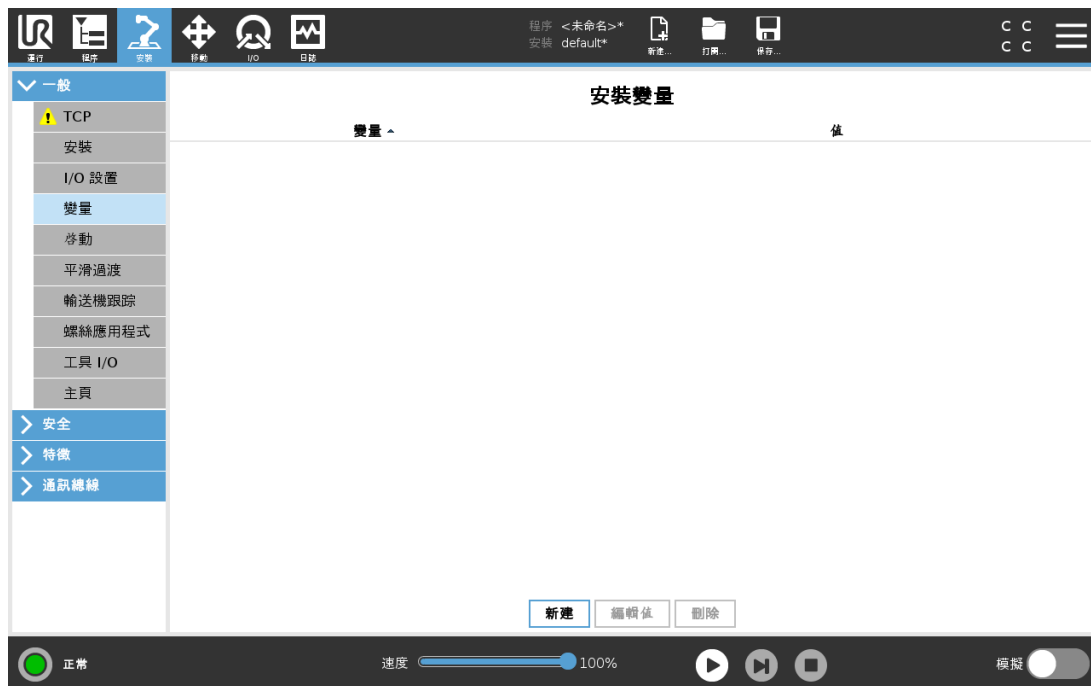 程序 <未命名>*
安裝 default*
C C
C C
運行
程序
安裝
移動
I/O
日誌
新建...
打開...
保存...
一般
TCP
安裝
I/O 設置
變量
啓動
平滑過渡
輸送機跟踪
螺絲應用程式
工具 I/O
主頁
安全
特徵
通訊總線
安裝變量
變量
值
新建
編輯值
刪除
正常
速度
100%
模擬